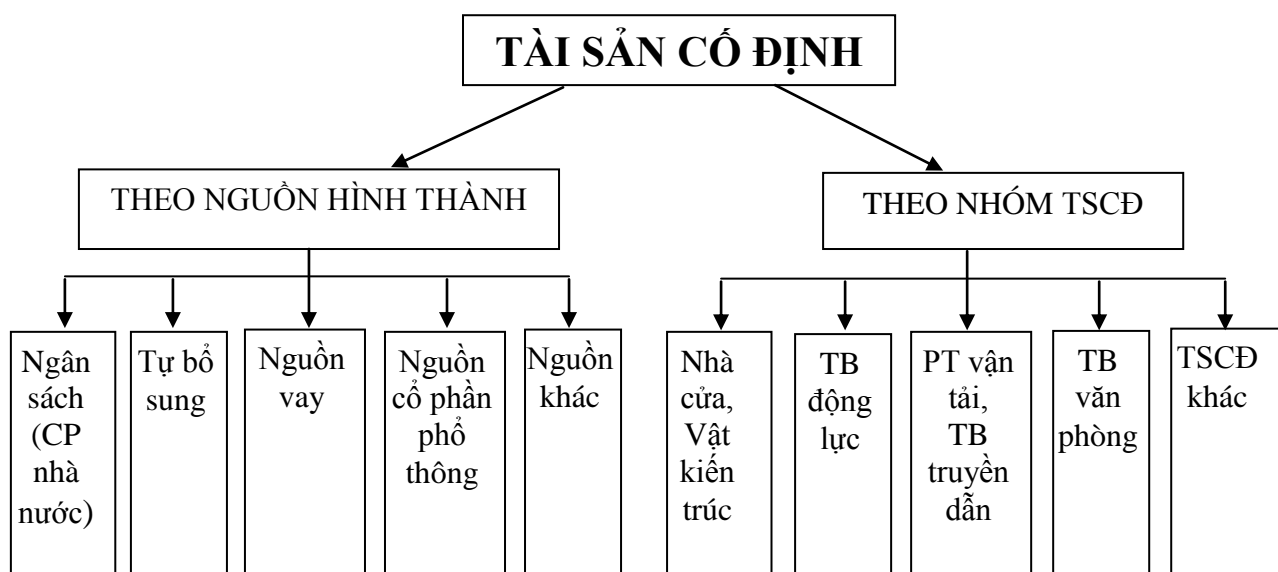 TÀI SẢN CỐ ĐỊNH
THEO NGUỒN HÌNH THÀNH
THEO NHÓM TSCĐ
Ngân
sách
(CP
nhà
nước)
Tự bổ
sung
Nguồn
vay
Nguồn
cổ phần
phổ
thông
Nguồn
khác
Nhà
cửa,
Vật
kiến
trúc
TB
động
lực
PT vận
tải,
TB
truyền
dẫn
TB
văn
phòng
TSCĐ
khác